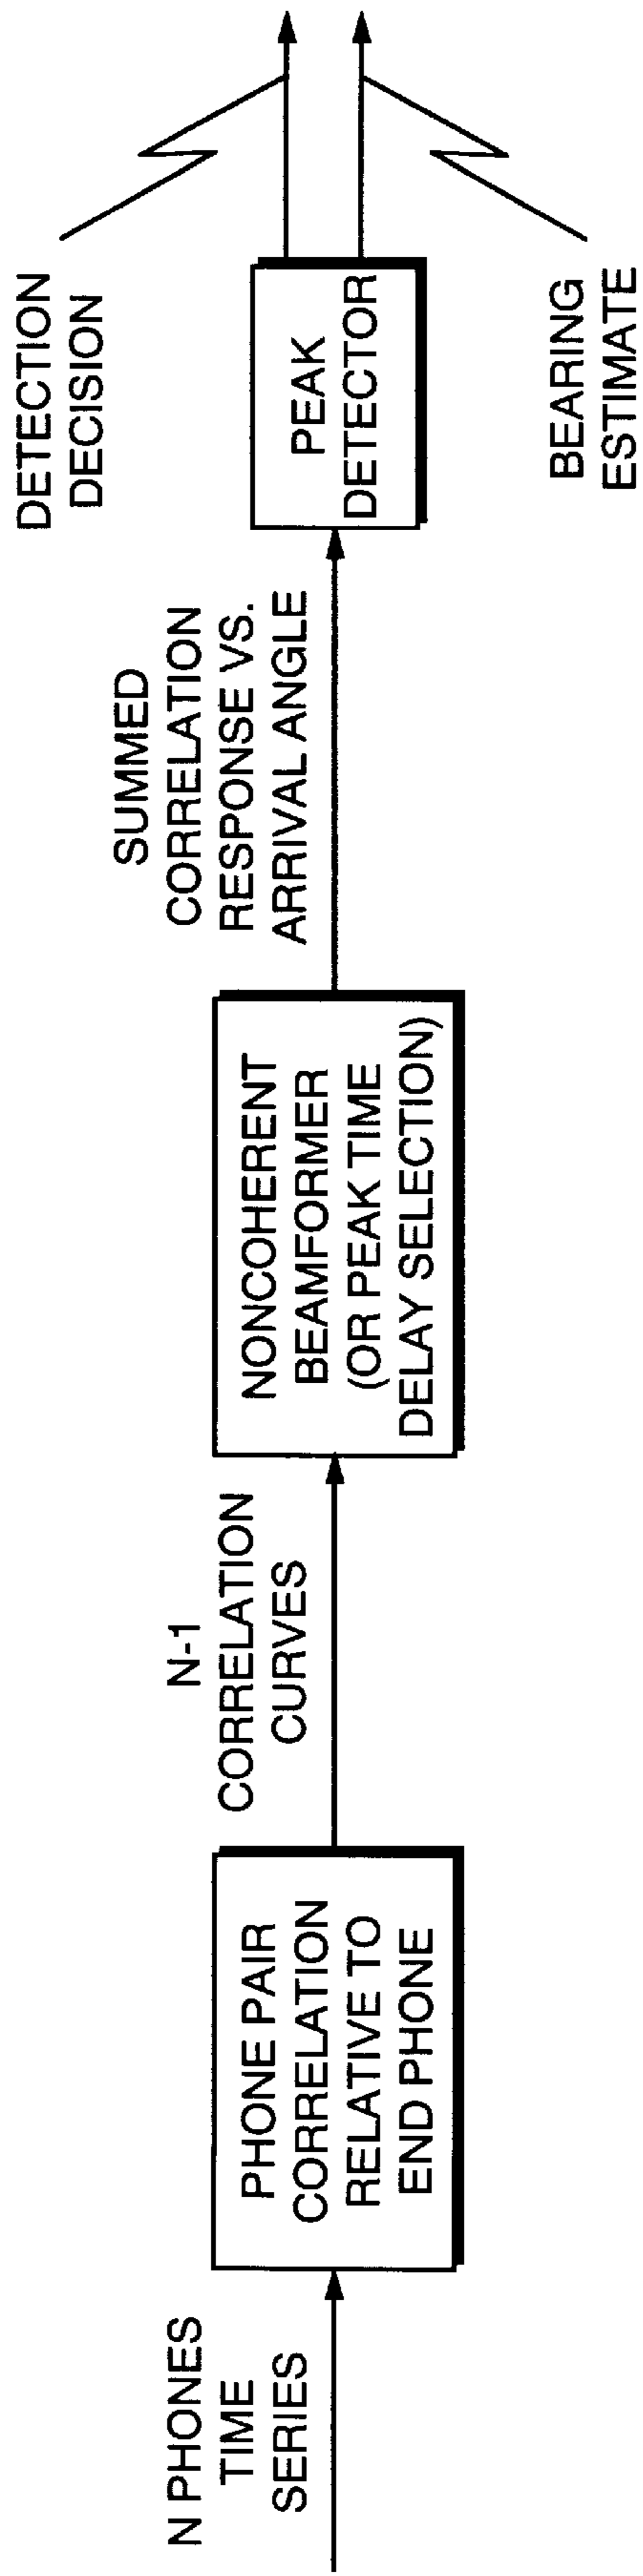 N PHONES
TIME
SERIES
PHONE PAIR
CORRELATION
RELATIVE TO
END PHONE
N-1
CORRELATION
CURVES
NONCOHERENT
BEAMFORMER
(OR PEAK TIME
DELAY SELECTION)
SUMMED
CORRELATION
RESPONSE VS.
ARRIVAL ANGLE
PEAK
DETECTOR
DETECTION
DECISION
BEARING
ESTIMATE